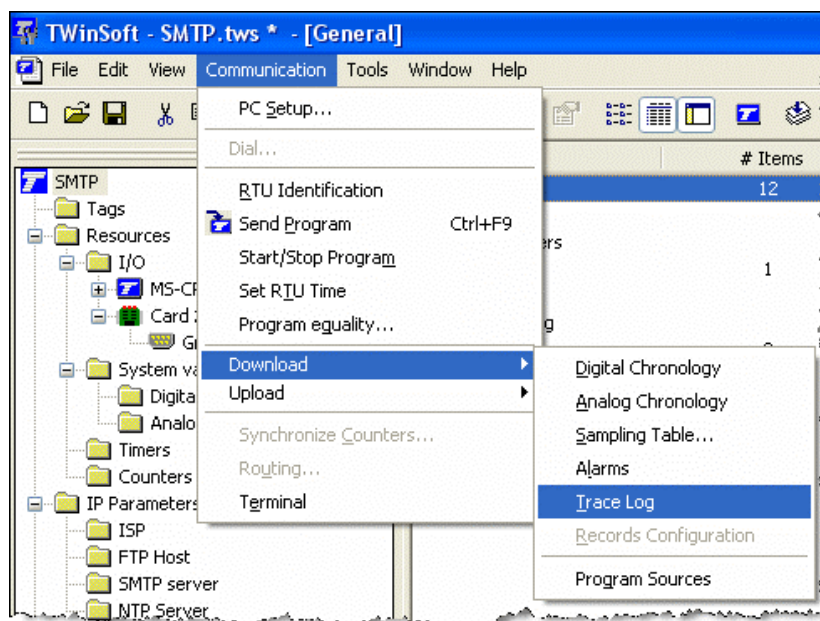 TWinSoft - SMTP.tws * - [General]
File Edit View Communication Tools Window Help
# Items
12
1
SMTP
Tags
Resources
I/O
Card
System
Timers
Counters
IP Parameters
ISP
FTP Host
SMTP server
NTP Server
PC Setup...
Dial...
RTU Identification
Send Program Ctrl+F9
Start/Stop Program
Set RTU Time
Program equality...
Download
Upload
Synchronize Counters...
Routing...
Terminal
Digital Chronology
Analog Chronology
Sampling Table...
Alarms
Trace Log
Records Configuration
Program Sources